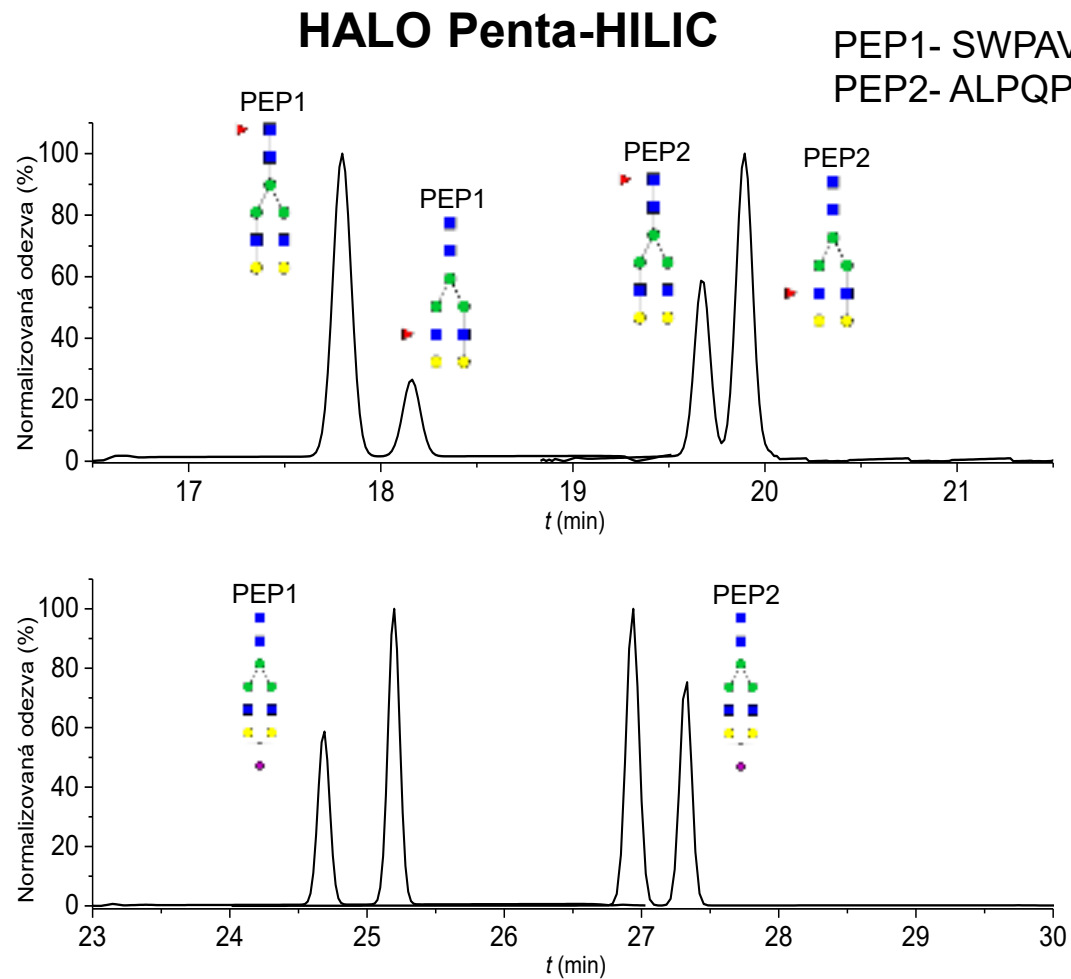 HALO Penta-HILIC
PEP1- SWPAV
PEP2- ALPQP
PEP1
PEP1
PEP2
PEP2
Normalizovaná odezva (%)
100
80
60
40
20
0
17
18
19
20
21
t (min)
PEP1
PEP2
Normalizovaná odezva (%)
100
80
60
40
20
0
23
24
25
26
27
28
29
30
t (min)